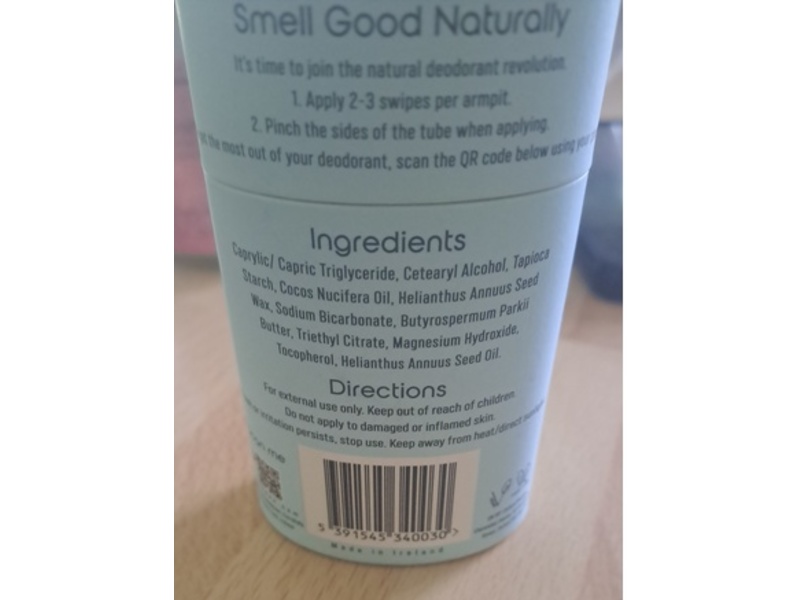 Smell Good Naturally
It's time to join the natural deodorant revolution.
1. Apply 2-3 swipes per armpit.
2. Pinch the sides of the tube when applying.
the most out of your deodorant, scan the QR code below using your
Ingredients
Caprylic/ Capric Triglyceride, Cetearyl Alcohol, Tapioca
Starch, Cocos Nucifera Oil, Helianthus Annuus Seed
Wax, Sodium Bicarbonate, Butyrospermum Parkii
Butter, Triethyl Citrate, Magnesium Hydroxide,
Tocopherol, Helianthus Annuus Seed Oil.
Directions
For external use only. Keep out of reach of children.
Do not apply to damaged or inflamed skin.
or irritation persists, stop use. Keep away from heat/direct
me
5 391545 340030 >
Made in Ireland